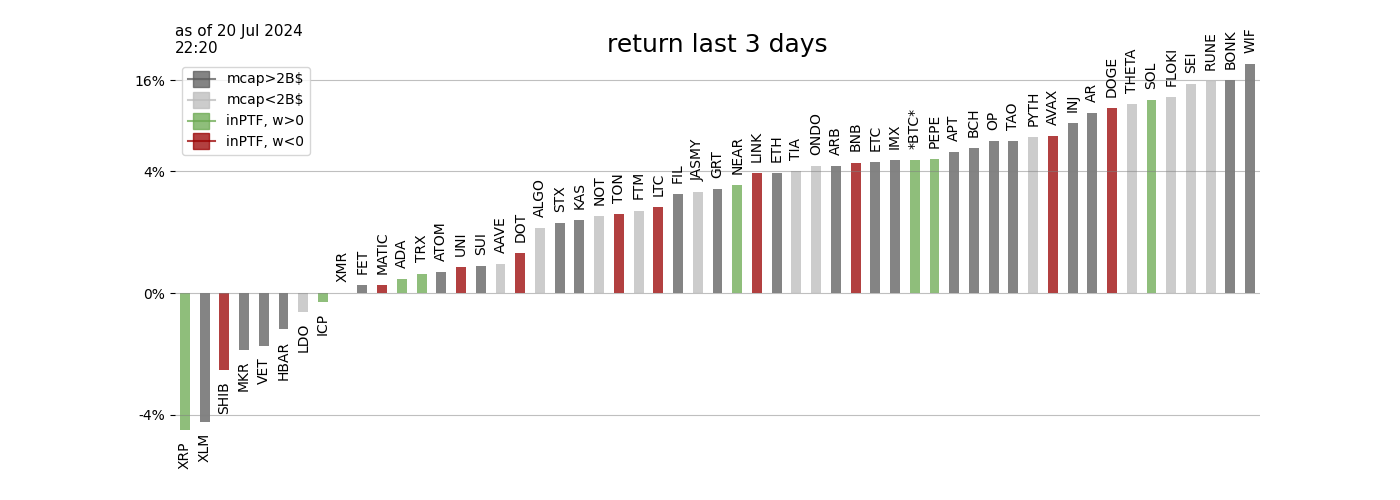 as of 20 Jul 2024
22:20
return last 3 days
mcap>2B$
mcap<2B$
inPTF, w>0
inPTF, w<0
16%
4%
0%
-4%
XRP
XLM
SHIB
MKR
VET
HBAR
LDO
ICP
XMR
FET
MATIC
ADA
TRX
ATOM
UNI
SUI
AAVE
DOT
ALGO
STX
KAS
NOT
TON
FTM
LTC
FIL
JASMY
GRT
NEAR
LINK
ETH
TIA
ONDO
ARB
BNB
ETC
IMX
*BTC*
PEPE
APT
BCH
OP
TAO
PYTH
AVAX
INJ
AR
DOGE
THETA
SOL
FLOKI
SEI
RUNE
BONK
WIF